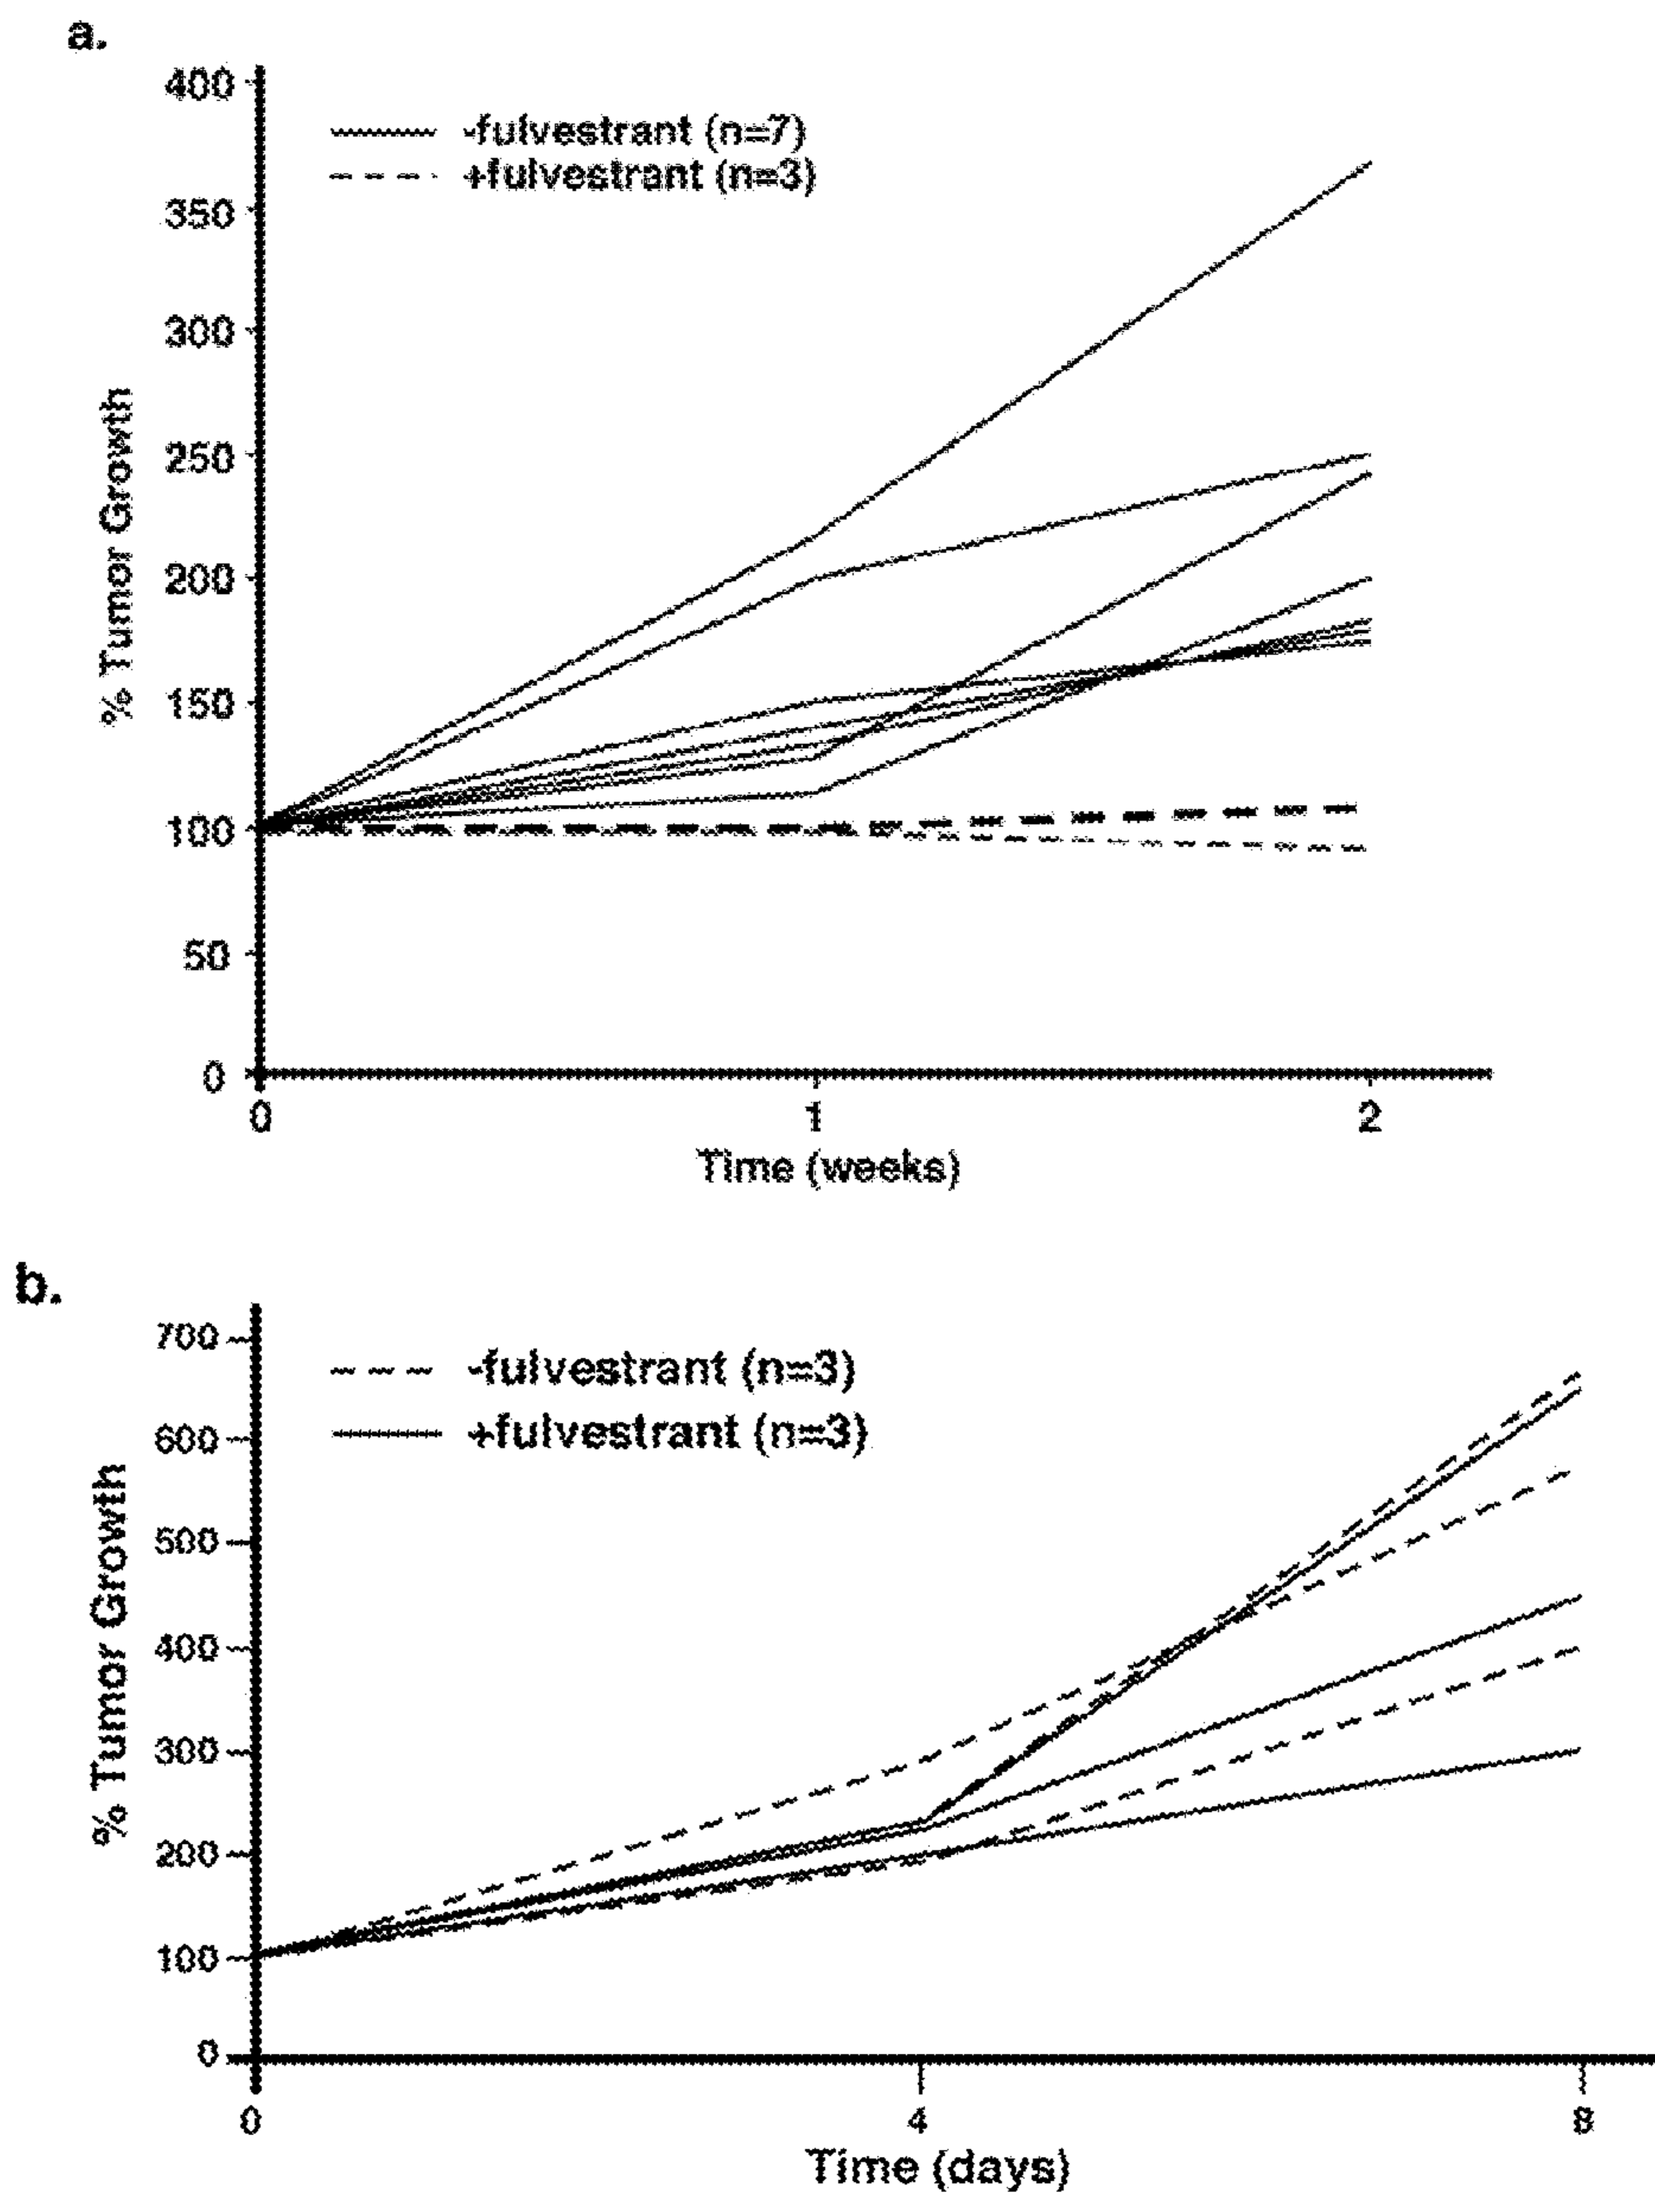 a.
400
350
300
250
200
150
100
50
0
% Tumor Growth
-fulvestrant (n=7)
+fulvestrant (n=3)
0 1 2
Time (weeks)
b.
700
600
500
400
300
200
100
0
% Tumor Growth
-fulvestrant (n=3)
+fulvestrant (n=3)
0 4 8
Time (days)